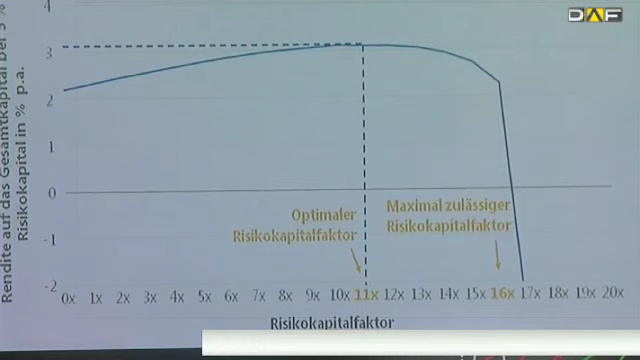 DAF
Rendite auf das Gesamtkapital bei 5 %
Risikokapital in % p.a.
4
3
2
1
0
-1
-2
Optimaler
Risikokapitalfaktor
Maximal zulässiger
Risikokapitalfaktor
0x 1x 2x 3x 4x 5x 6x 7x 8x 9x 10x 11x 12x 13x 14x 15x 16x 17x 18x 19x 20x
Risikokapitalfaktor